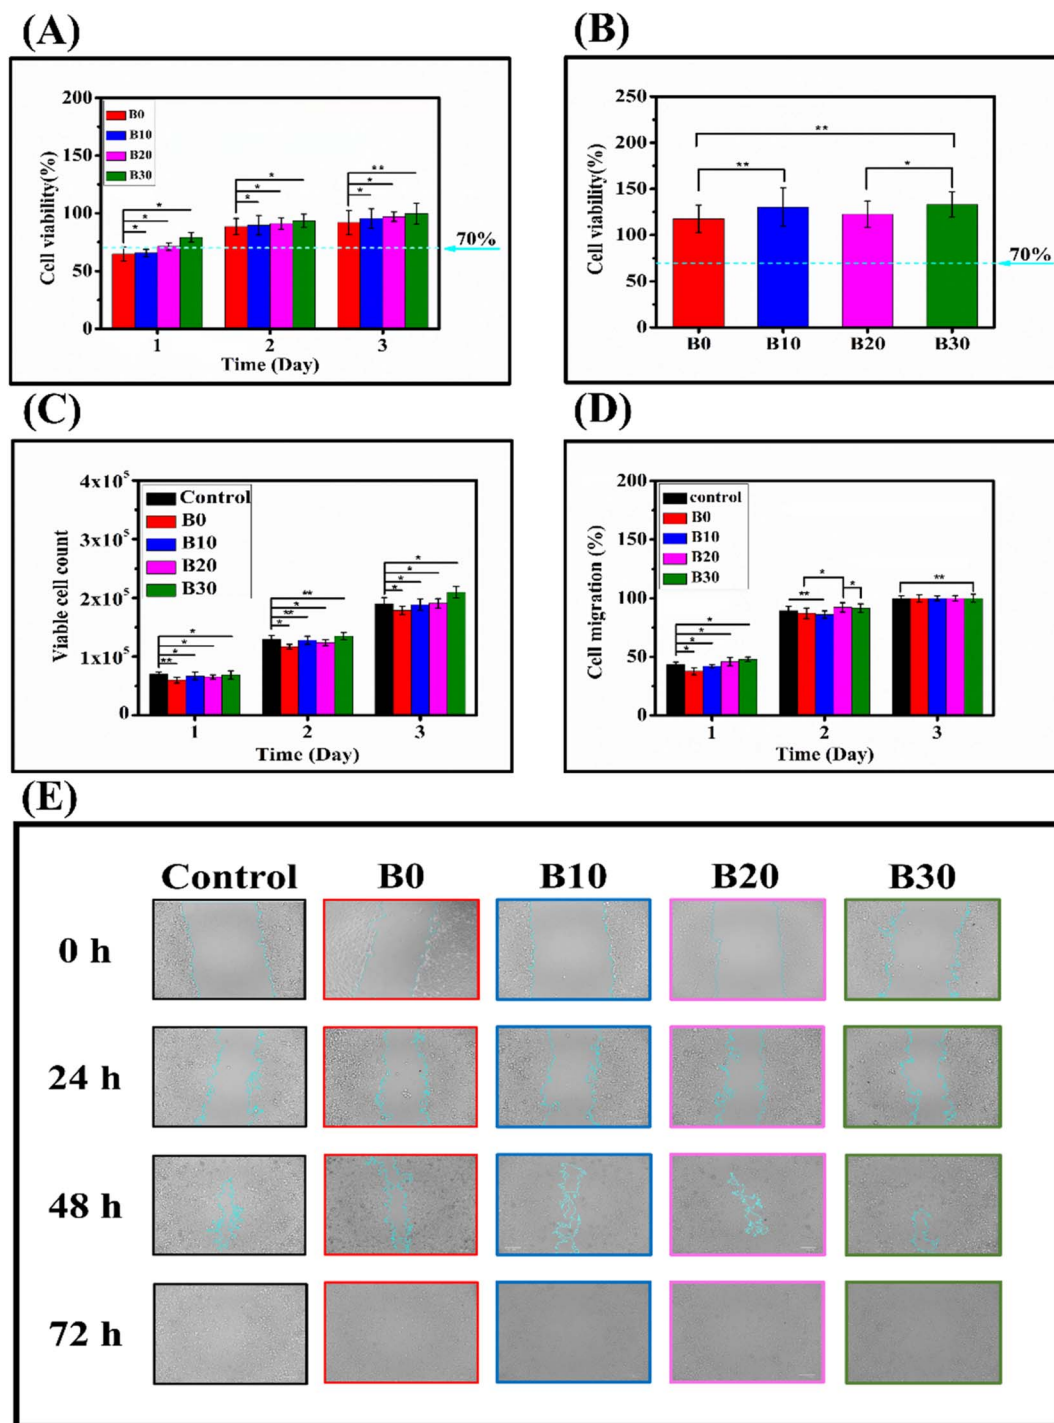 (A)
Cell viability(%)
200
150
100
50
0
B0
B10
B20
B30
*
*
*
*
*
*
*
*
**
70%
1
2
3
Time (Day)
(B)
Cell viability(%)
250
200
150
100
50
0
**
**
*
70%
B0
B10
B20
B30
(C)
Viable cell count
4x10⁵
3x10⁵
2x10⁵
1x10⁵
0
Control
B0
B10
B20
B30
*
*
*
**
**
*
**
*
*
*
*
*
1
2
3
Time (Day)
(D)
Cell migration (%)
200
150
100
50
0
control
B0
B10
B20
B30
*
*
*
*
*
**
*
**
1
2
3
Time (Day)
(E)
Control
B0
B10
B20
B30
0 h
24 h
48 h
72 h